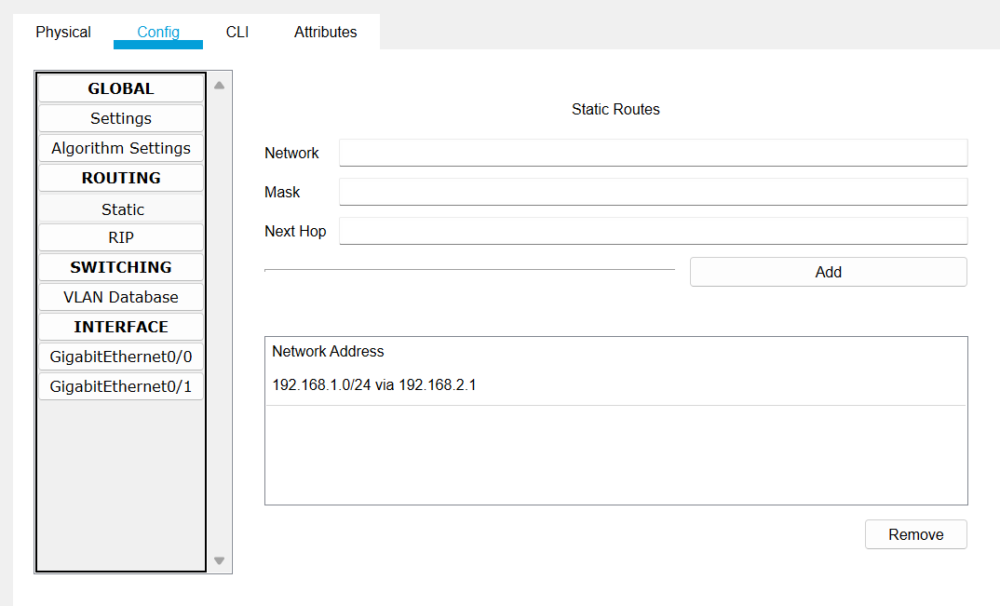 Physical Config CLI Attributes
GLOBAL
Settings
Algorithm Settings
ROUTING
Static
RIP
SWITCHING
VLAN Database
INTERFACE
GigabitEthernet0/0
GigabitEthernet0/1
Static Routes
Network
Mask
Next Hop
Add
Network Address
192.168.1.0/24 via 192.168.2.1
Remove